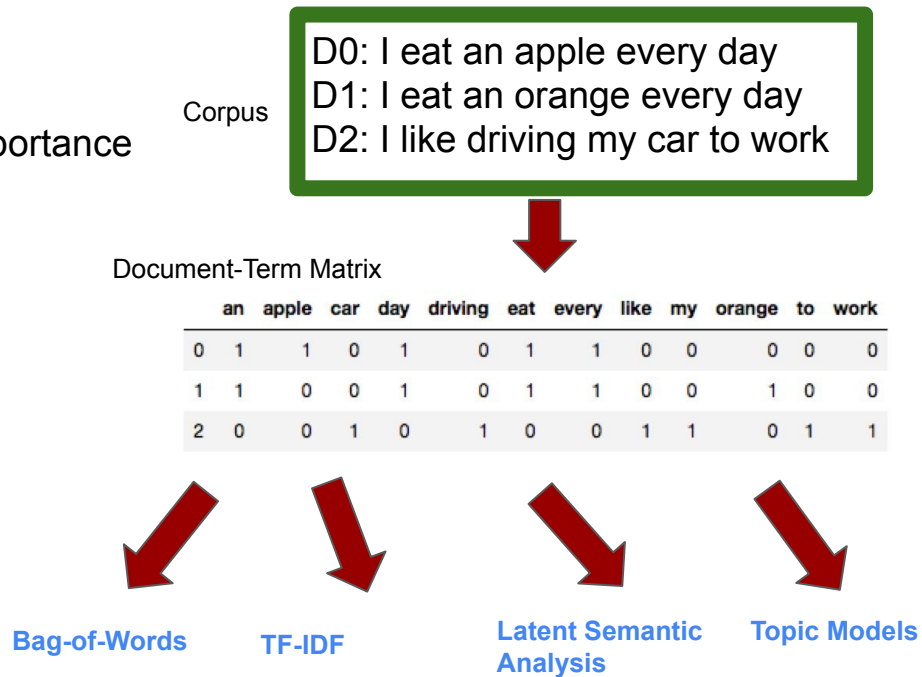 D0: I eat an apple every day
D1: I eat an orange every day
D2: I like driving my car to work
Corpus
portance
Document-Term Matrix
an apple car day driving eat every like my orange to work
0 1 1 0 1 0 1 1 0 0 0 0 0
1 1 0 0 1 0 1 1 0 0 1 0 0
2 0 0 1 0 1 0 0 1 1 0 1 1
Bag-of-Words
TF-IDF
Latent Semantic
Analysis
Topic Models